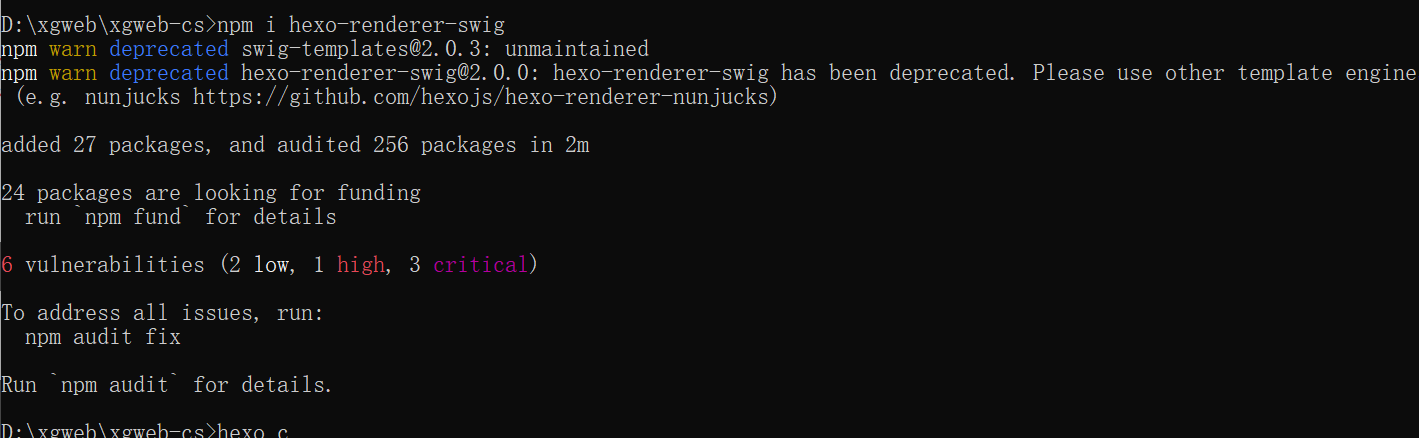 D:\xgweb\xgweb-cs>npm i hexo-renderer-swig
npm warn deprecated swig-templates@2.0.3: unmaintained
npm warn deprecated hexo-renderer-swig@2.0.0: hexo-renderer-swig has been deprecated. Please use other template engine
(e.g. nunjucks https://github.com/hexojs/hexo-renderer-nunjucks)
added 27 packages, and audited 256 packages in 2m
24 packages are looking for funding
run `npm fund` for details
6 vulnerabilities (2 low, 1 high, 3 critical)
To address all issues, run:
npm audit fix
Run `npm audit` for details.
D:\xgweb\xgweb-cs>hexo c